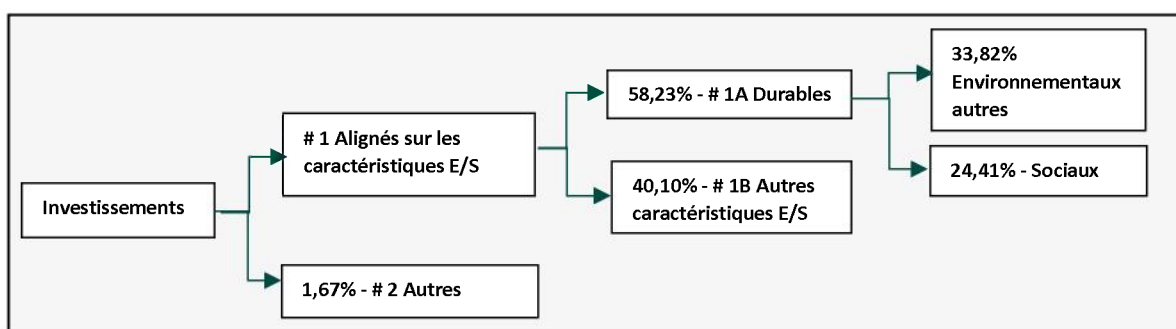 Investissements
# 1 Alignés sur les
caractéristiques E/S
1,67% - # 2 Autres
58,23% - # 1A Durables
40,10% - # 1B Autres
caractéristiques E/S
33,82%
Environnementaux
autres
24,41% - Sociaux